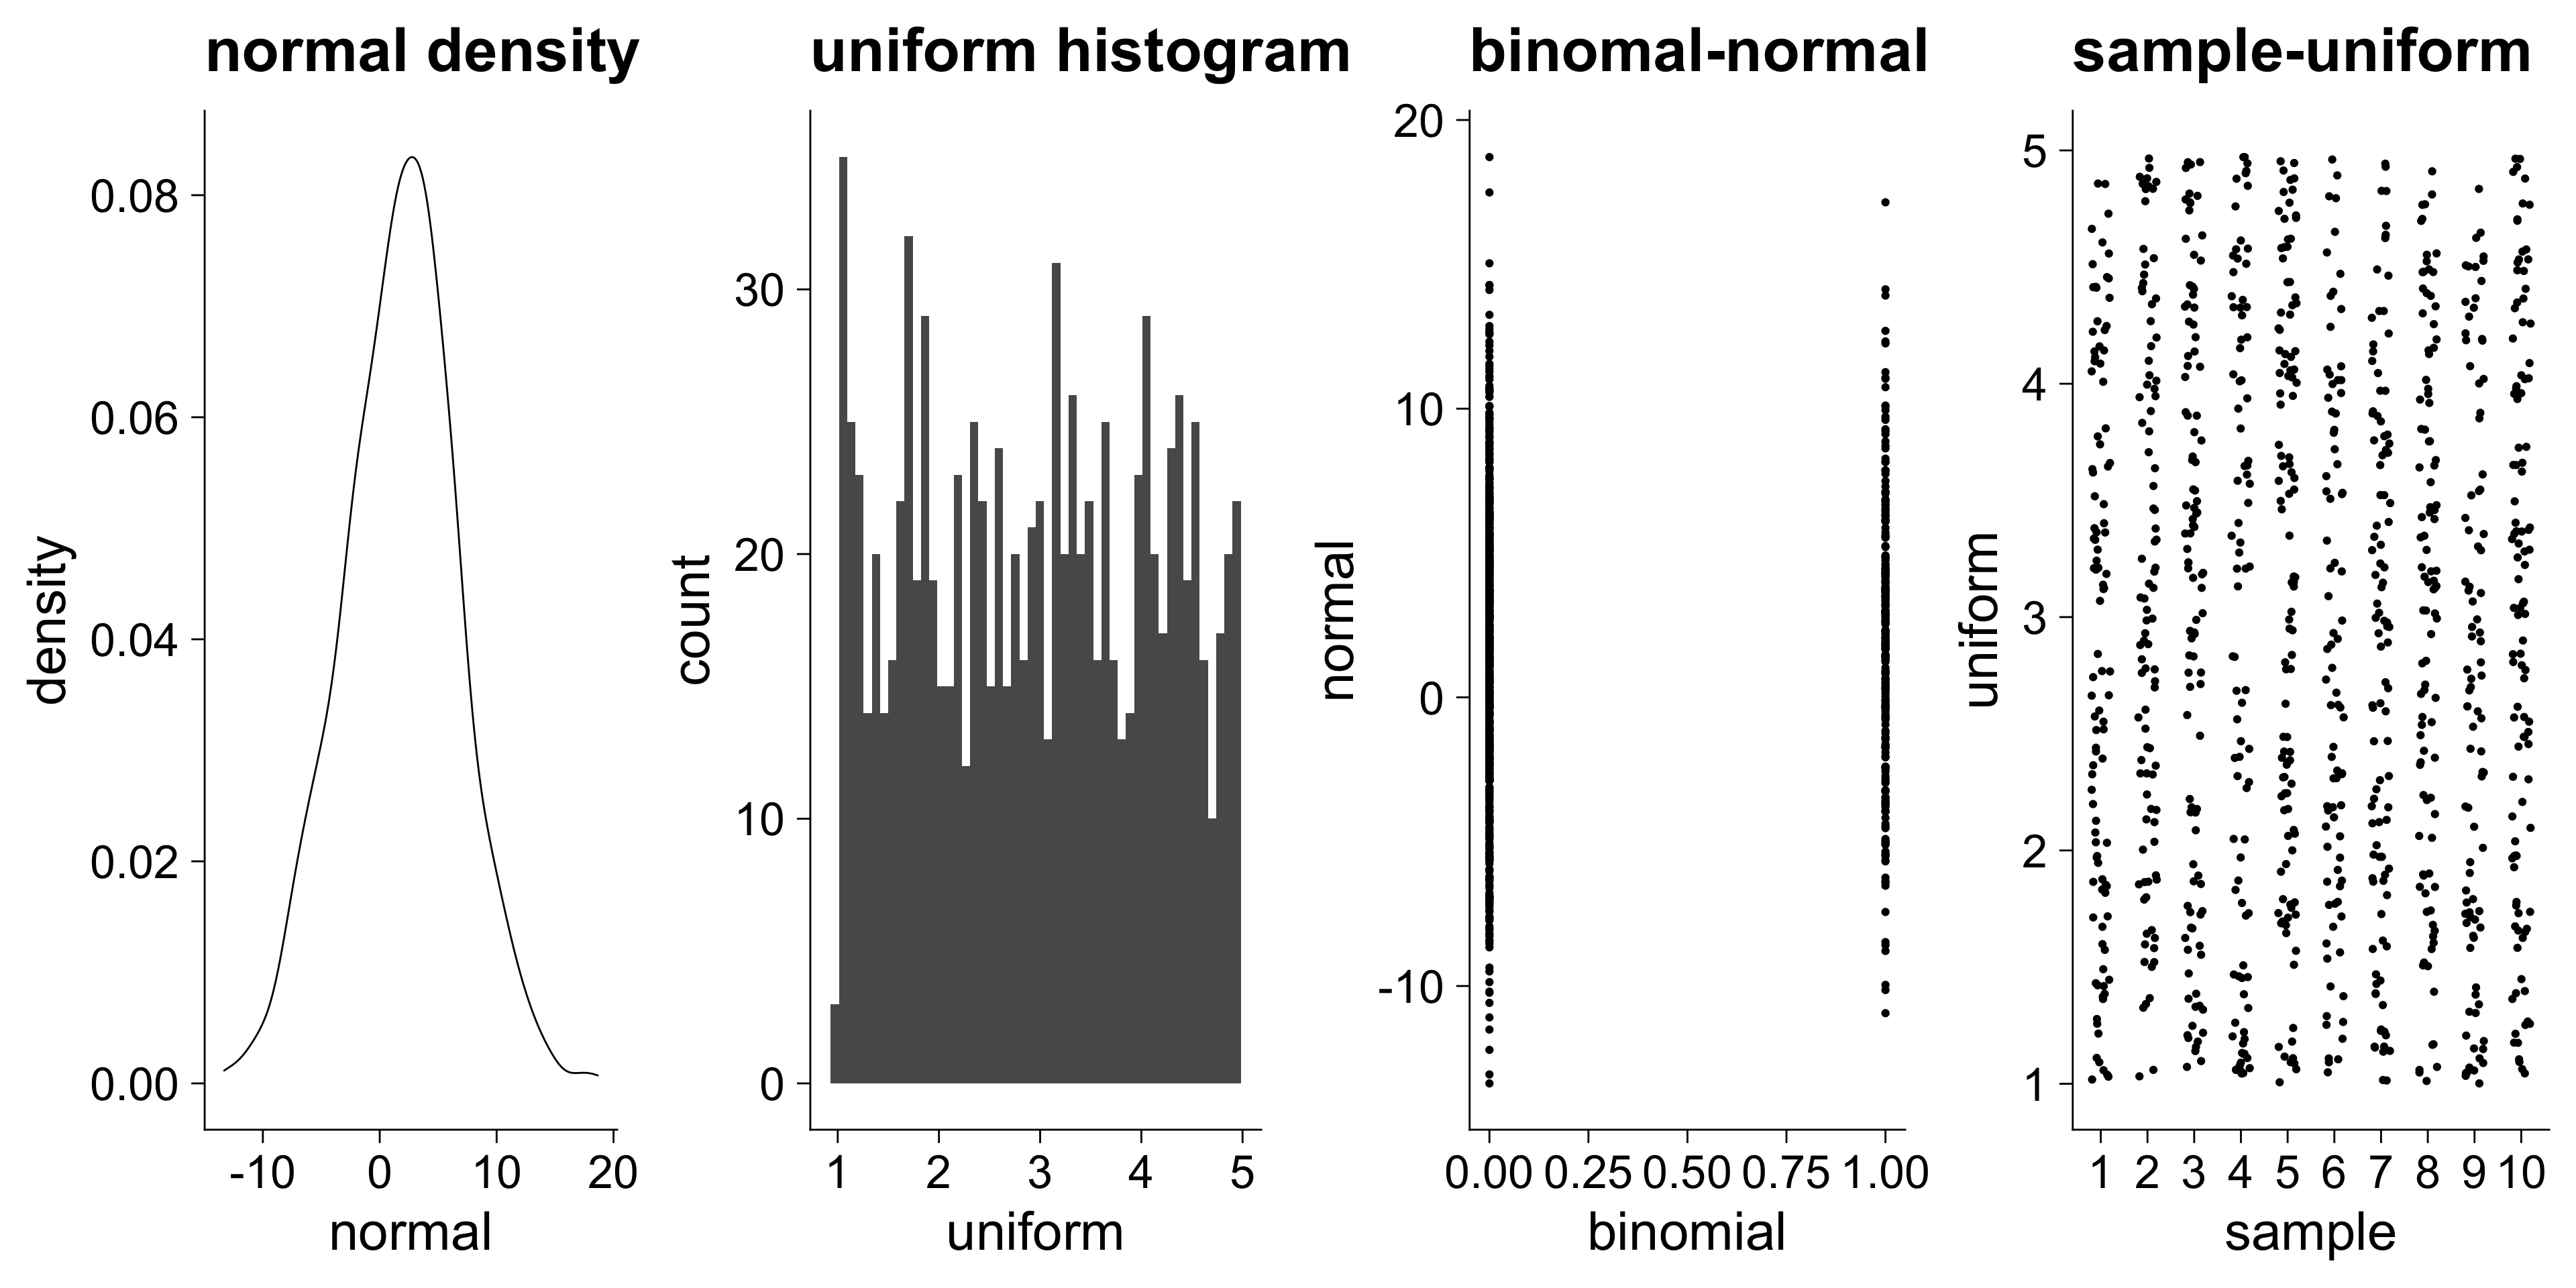 normal density
density
0.08
0.06
0.04
0.02
0.00
-10 0 10 20
normal
uniform histogram
count
30
20
10
0
1 2 3 4 5
uniform
binomal-normal
normal
20
10
0
-10
0.00 0.25 0.50 0.75 1.00
binomial
sample-uniform
uniform
5
4
3
2
1
1 2 3 4 5 6 7 8 9 10
sample